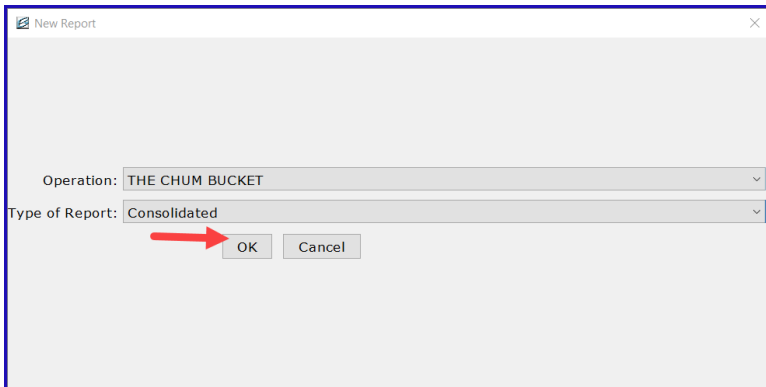 New Report
Operation: THE CHUM BUCKET
Type of Report: Consolidated
OK Cancel